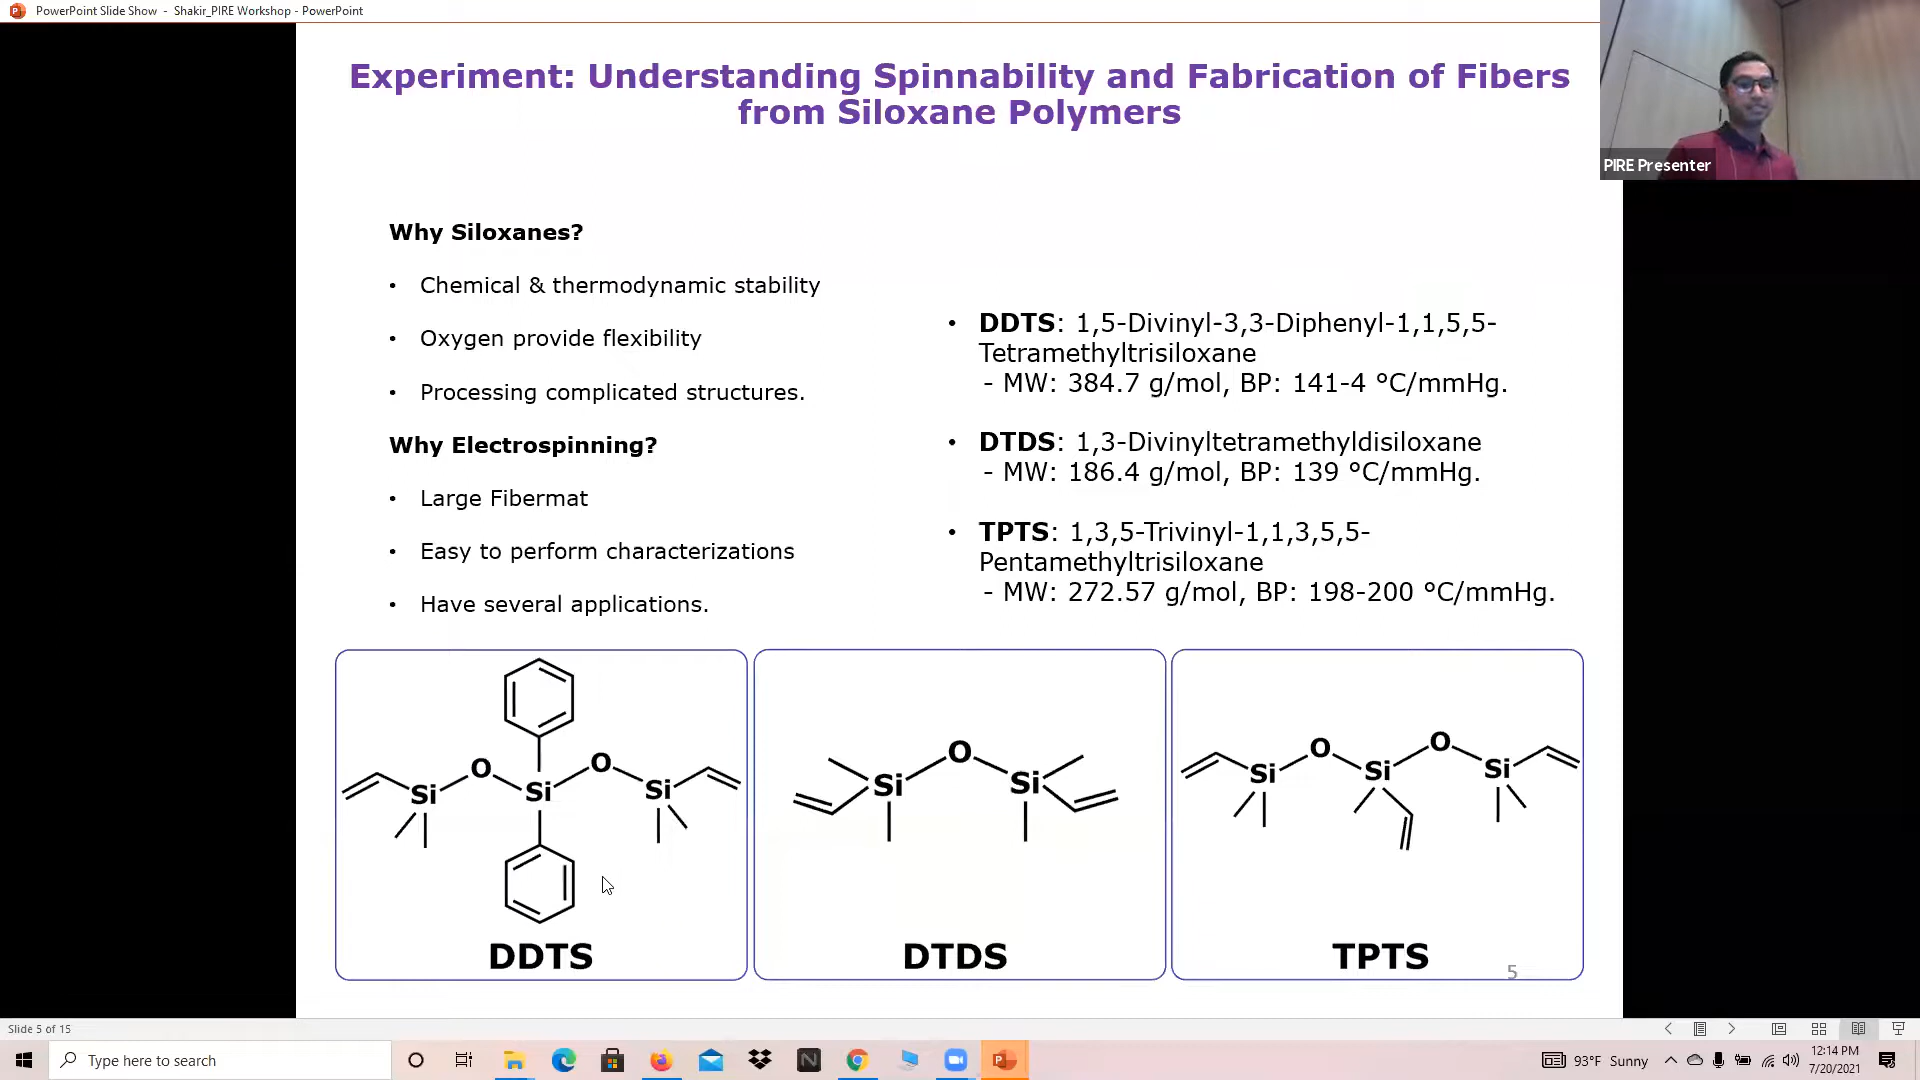 PowerPoint Slide Show - Shakir_PIRE Workshop - PowerPoint
Experiment: Understanding Spinnability and Fabrication of Fibers
from Siloxane Polymers
PIRE Presenter
Why Siloxanes?
• Chemical & thermodynamic stability
• Oxygen provide flexibility
• Processing complicated structures.
Why Electrospinning?
• Large Fibermat
• Easy to perform characterizations
• Have several applications.
• DDTS: 1,5-Divinyl-3,3-Diphenyl-1,1,5,5-
Tetramethyltrisiloxane
- MW: 384.7 g/mol, BP: 141-4 °C/mmHg.
• DTDS: 1,3-Divinyltetramethyldisiloxane
- MW: 186.4 g/mol, BP: 139 °C/mmHg.
• TPTS: 1,3,5-Trivinyl-1,1,3,5,5-
Pentamethyltrisiloxane
- MW: 272.57 g/mol, BP: 198-200 °C/mmHg.
Si O Si O Si
DDTS
Si O Si
DTDS
Si O Si O Si
TPTS
5
Slide 5 of 15
Type here to search
93°F Sunny
12:14 PM
7/20/2021